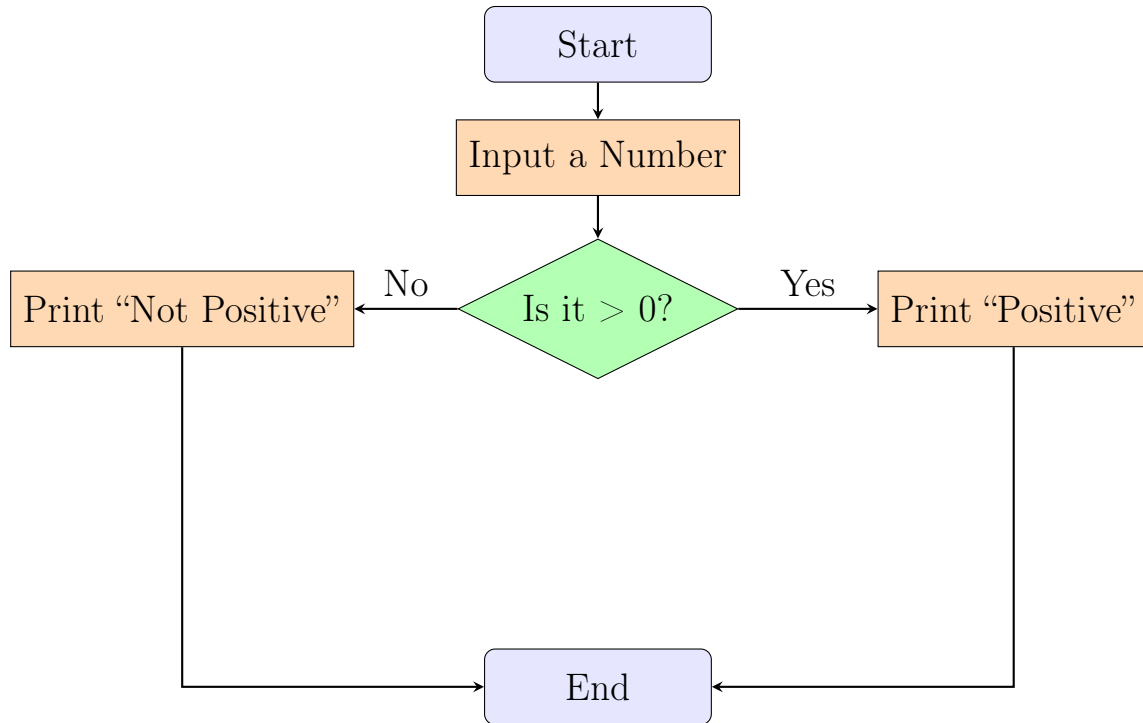 Start
Input a Number
No
Yes
Print “Not Positive”
Is it > 0?
Print “Positive”
End